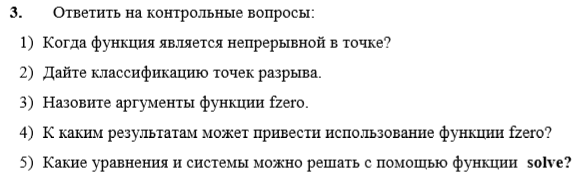 3. Ответить на контрольные вопросы:
1) Когда функция является непрерывной в точке?
2) Дайте классификацию точек разрыва.
3) Назовите аргументы функции fzero.
4) К каким результатам может привести использование функции fzero?
5) Какие уравнения и системы можно решать с помощью функции solve?